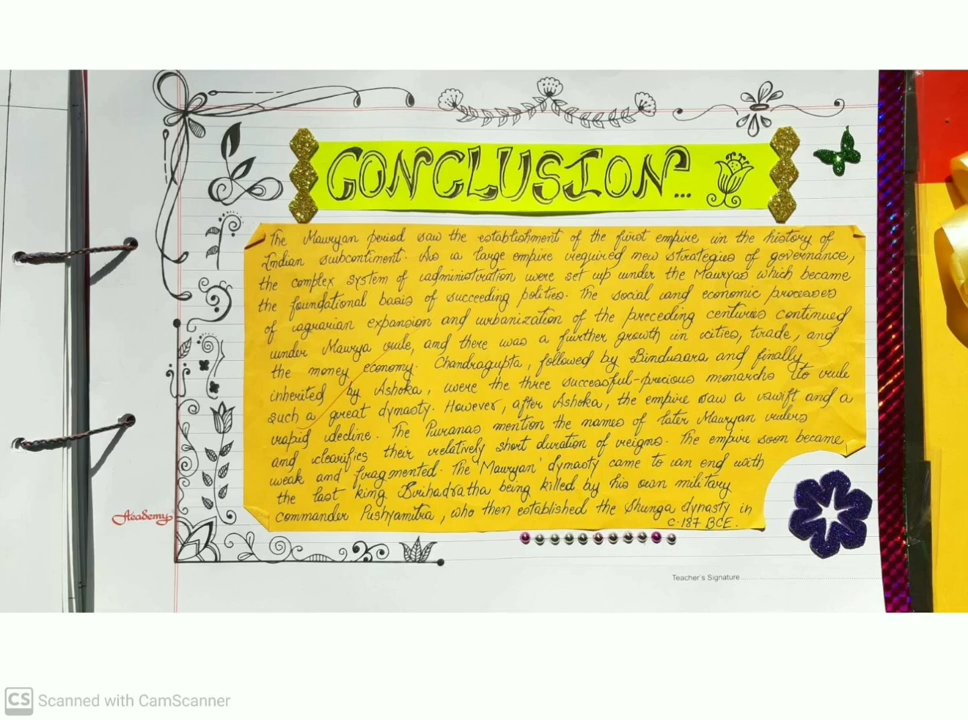 CONCLUSION...
The Mauryan period saw the establishment of the first empire in the history of
Indian subcontiment. As a large empire required new strategies of governance,
the complex system of administration were set up under the Mauryas which became
the foundational basis of succeeding polities. The social and economic processes
of agrarian expansion and urbanization of the preceding centuries continued
under Maurya rule, and there was a further growth in cities, trade, and
the money economy. Chandragupta, followed by Bindusara and finally
inherited by Ashoka, were the three successful-precious monarchs to rule
such a great dynasty. However, after Ashoka, the empire saw a swift and a
rapid decline. The Puranas mention the names of later Mauryan rulers
and clearifies their relatively short duration of reigns. The empire soon became
weak and fragmented. The 'Mauryan' dynasty came to an end with
the last king Brihadratha being killed by his own military
commander Pushyamitra, who then established the Shunga dynasty in
c.187 BCE.
Academy
Teacher's Signature
CS Scanned with CamScanner